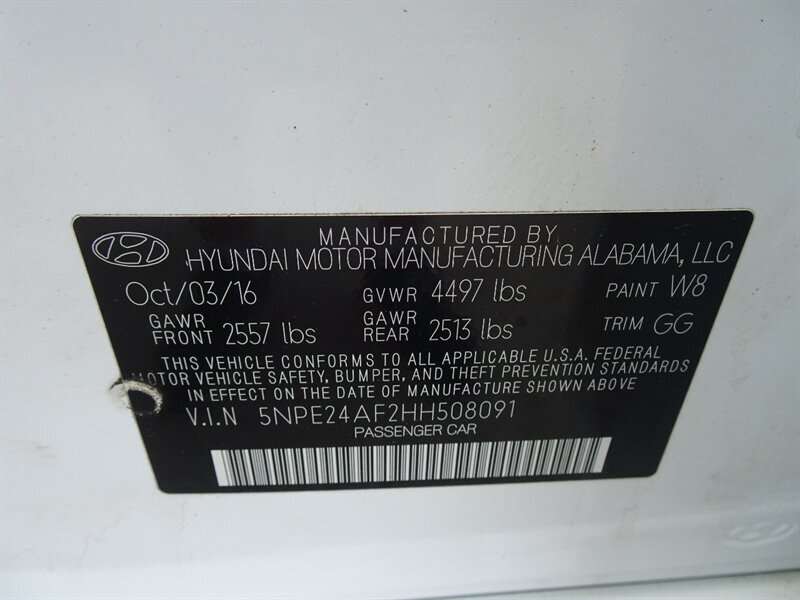 MANUFACTURED BY
HYUNDAI MOTOR MANUFACTURING ALABAMA, LLC
Oct/03/16 GVWR 4497 lbs PAINT W8
GAWR FRONT 2557 lbs GAWR REAR 2513 lbs TRIM GG
THIS VEHICLE CONFORMS TO ALL APPLICABLE U.S.A. FEDERAL
MOTOR VEHICLE SAFETY, BUMPER, AND THEFT PREVENTION STANDARDS
IN EFFECT ON THE DATE OF MANUFACTURE SHOWN ABOVE
V.I.N 5NPE24AF2HH508091
PASSENGER CAR